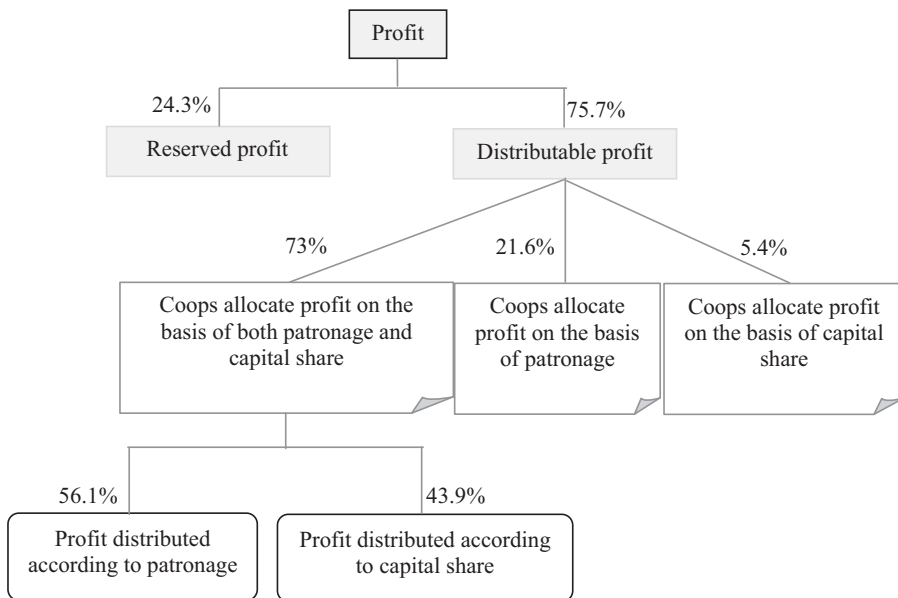 Profit
24.3%
75.7%
Reserved profit
Distributable profit
73%
21.6%
5.4%
Coops allocate profit on the
basis of both patronage and
capital share
Coops allocate
profit on the basis
of patronage
Coops allocate profit
on the basis of capital
share
56.1%
43.9%
Profit distributed
according to patronage
Profit distributed according
to capital share